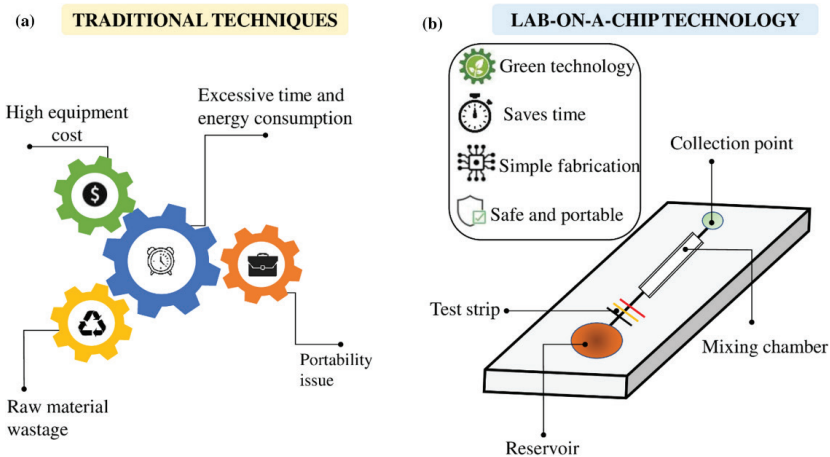 (a)
TRADITIONAL TECHNIQUES
High equipment
cost
Excessive time and
energy consumption
$
Portability
issue
Raw material
wastage
(b)
LAB-ON-A-CHIP TECHNOLOGY
Green technology
Saves time
Simple fabrication
Safe and portable
Collection point
Test strip
Mixing chamber
Reservoir